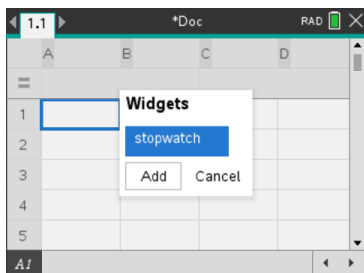 1.1 *Doc RAD
A B C D
=
1
2
3
4
5
Widgets
stopwatch
Add Cancel
A1